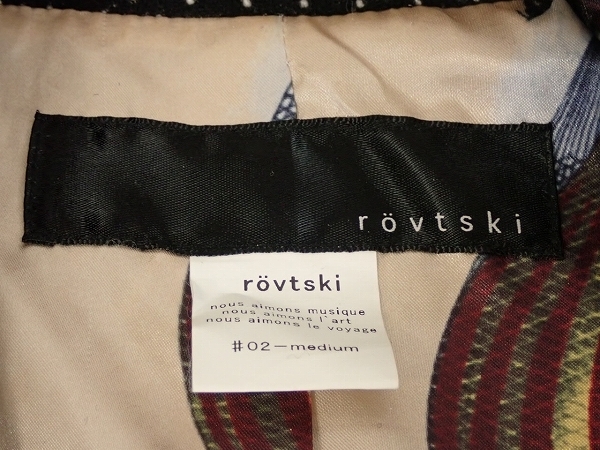 rövtski
rövtski
nous aimons musique
nous aimons l'art
nous aimons le voyage
#02-medium